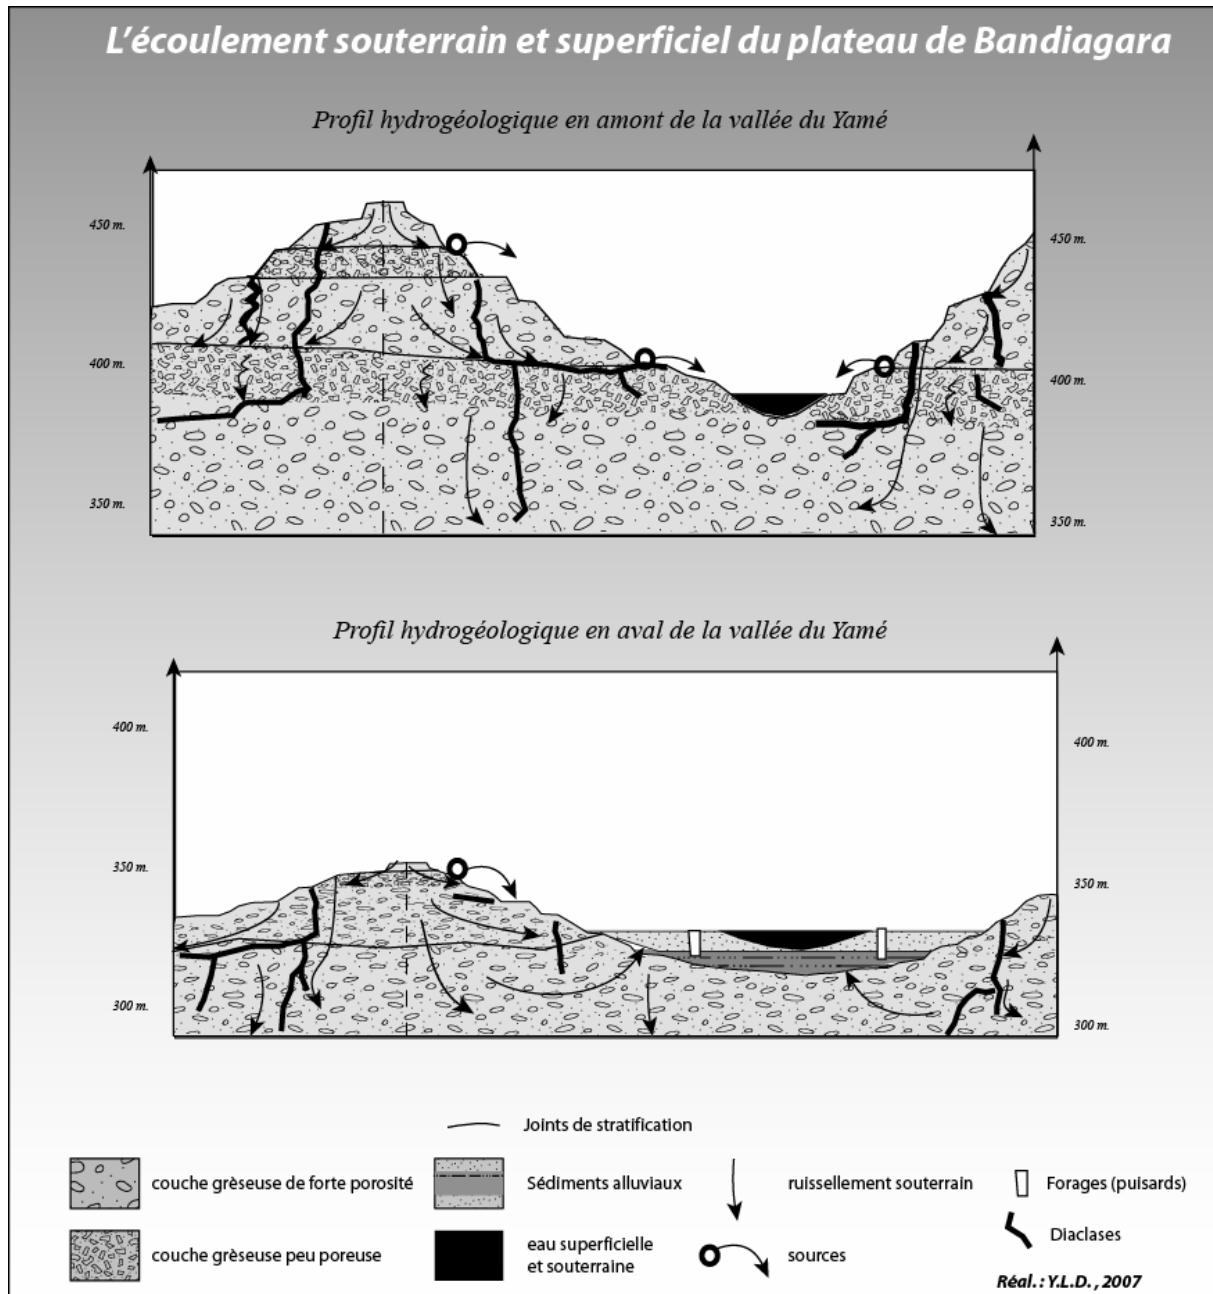 L'écoulement souterrain et superficiel du plateau de Bandiagara
Profil hydrogéologique en amont de la vallée du Yamé
450 m.
450 m.
400 m.
400 m.
350 m.
350 m.
Profil hydrogéologique en aval de la vallée du Yamé
400 m.
400 m.
350 m.
350 m.
300 m.
300 m.
Joints de stratification
couche grèseuse de forte porosité
Sédiments alluviaux
ruissellement souterrain
Forages (puisards)
couche grèseuse peu poreuse
eau superficielle
et souterraine
sources
Diaclases
Réal. : Y.L.D. , 2007